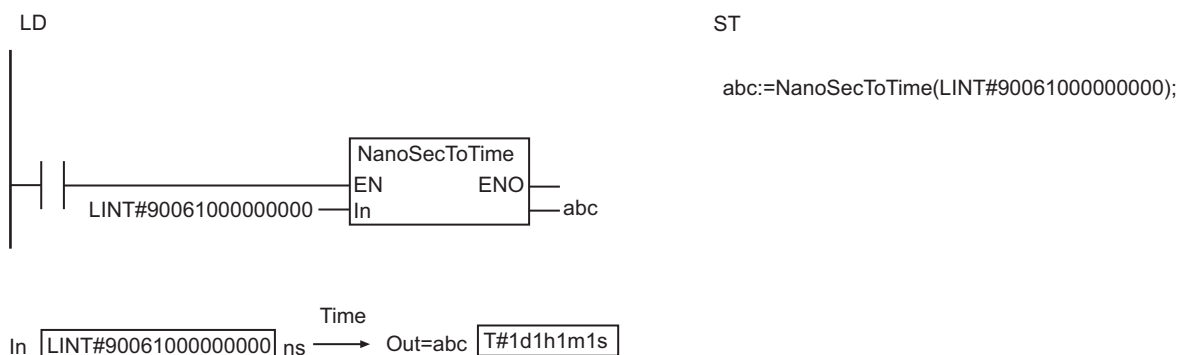 LD
ST
abc:=NanoSecToTime(LINT#90061000000000);
NanoSecToTime
EN ENO
LINT#90061000000000 In abc
Time
In LINT#90061000000000 ns Out=abc T#1d1h1m1s